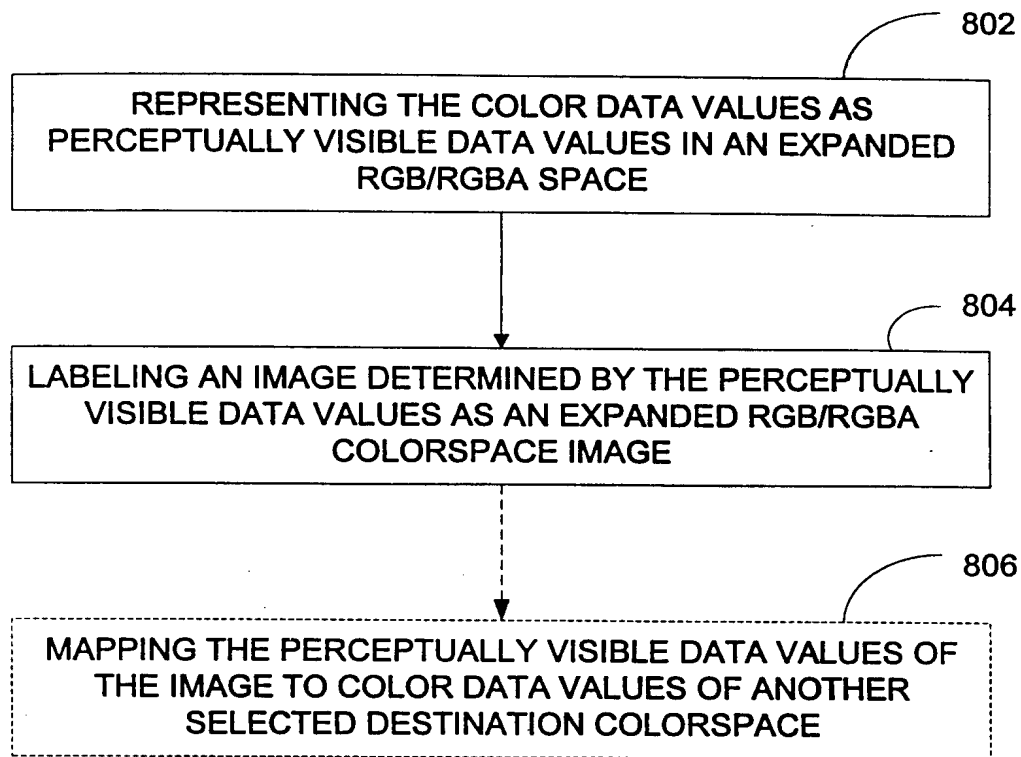 802
REPRESENTING THE COLOR DATA VALUES AS
PERCEPTUALLY VISIBLE DATA VALUES IN AN EXPANDED
RGB/RGBA SPACE
804
LABELING AN IMAGE DETERMINED BY THE PERCEPTUALLY
VISIBLE DATA VALUES AS AN EXPANDED RGB/RGBA
COLORSPACE IMAGE
806
MAPPING THE PERCEPTUALLY VISIBLE DATA VALUES OF
THE IMAGE TO COLOR DATA VALUES OF ANOTHER
SELECTED DESTINATION COLORSPACE